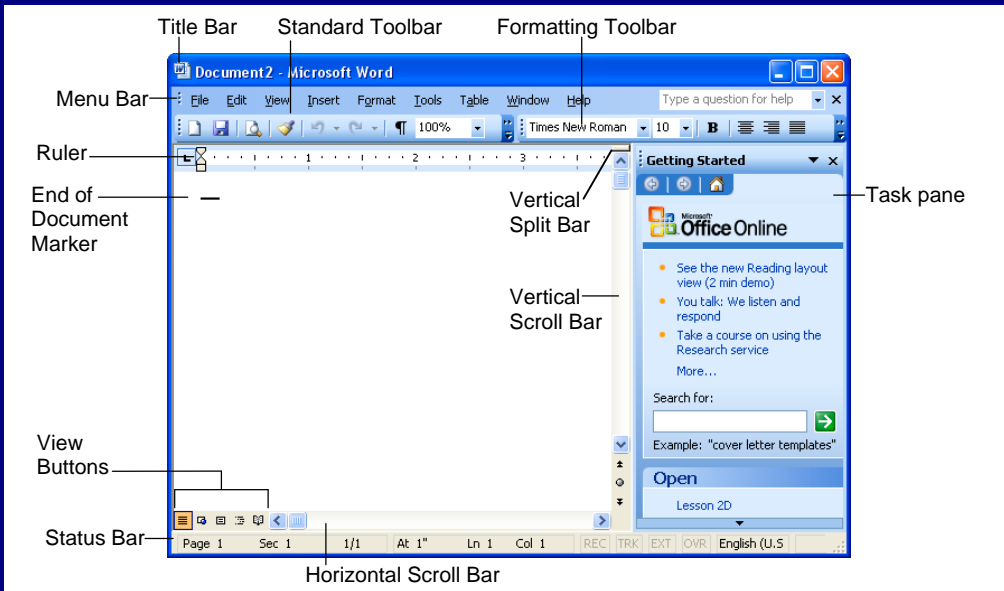 Title Bar
Standard Toolbar
Formatting Toolbar
Document2 - Microsoft Word
Menu Bar
File Edit View Insert Format Tools Table Window Help
Type a question for help
100%
Times New Roman
10
B
Ruler
1 2 3
Getting Started
End of
Document
Marker
Vertical
Split Bar
Task pane
Microsoft
Office Online
See the new Reading layout
view (2 min demo)
You talk: We listen and
respond
Take a course on using the
Research service
More...
Vertical
Scroll Bar
Search for:
Example: "cover letter templates"
View
Buttons
Open
Lesson 2D
Status Bar
Page 1 Sec 1 1/1 At 1" Ln 1 Col 1 REC TRK EXT OVR English (U.S
Horizontal Scroll Bar